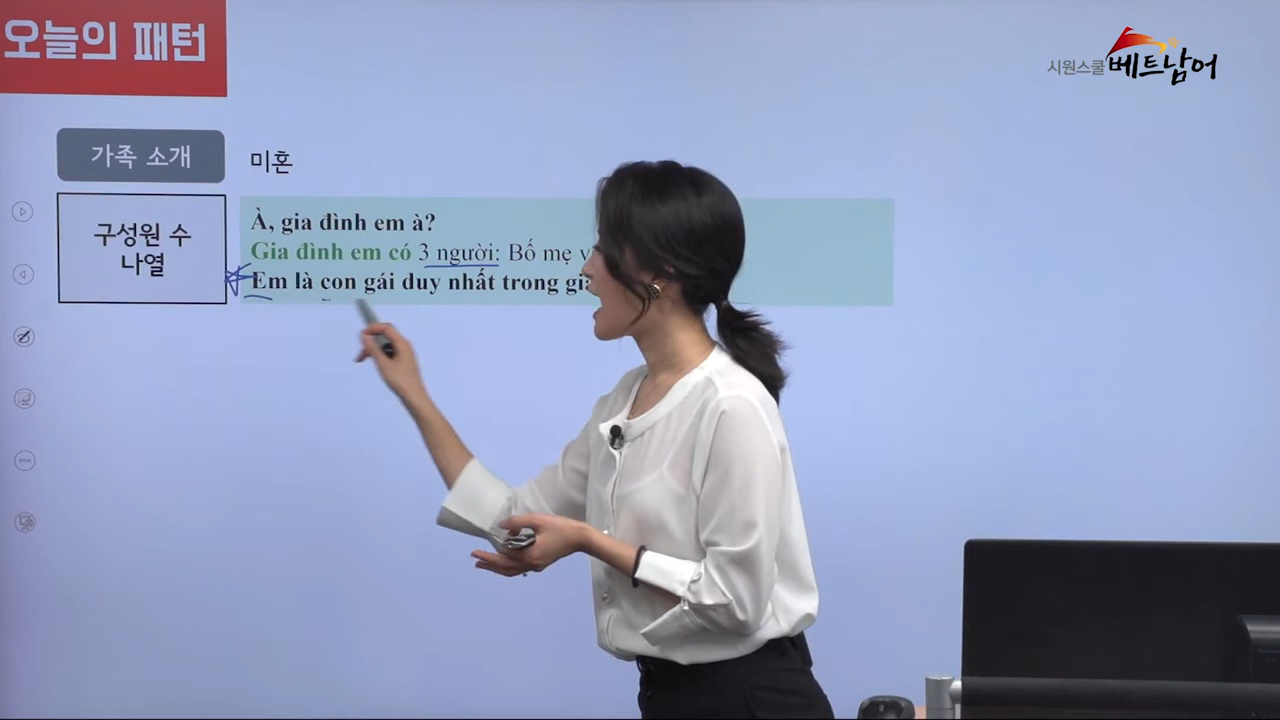 오늘의 패턴
시원스쿨 베트남어
가족 소개
미혼
구성원 수
나열
À, gia đình em à?
Gia đình em có 3 người: Bố mẹ
Em là con gái duy nhất trong